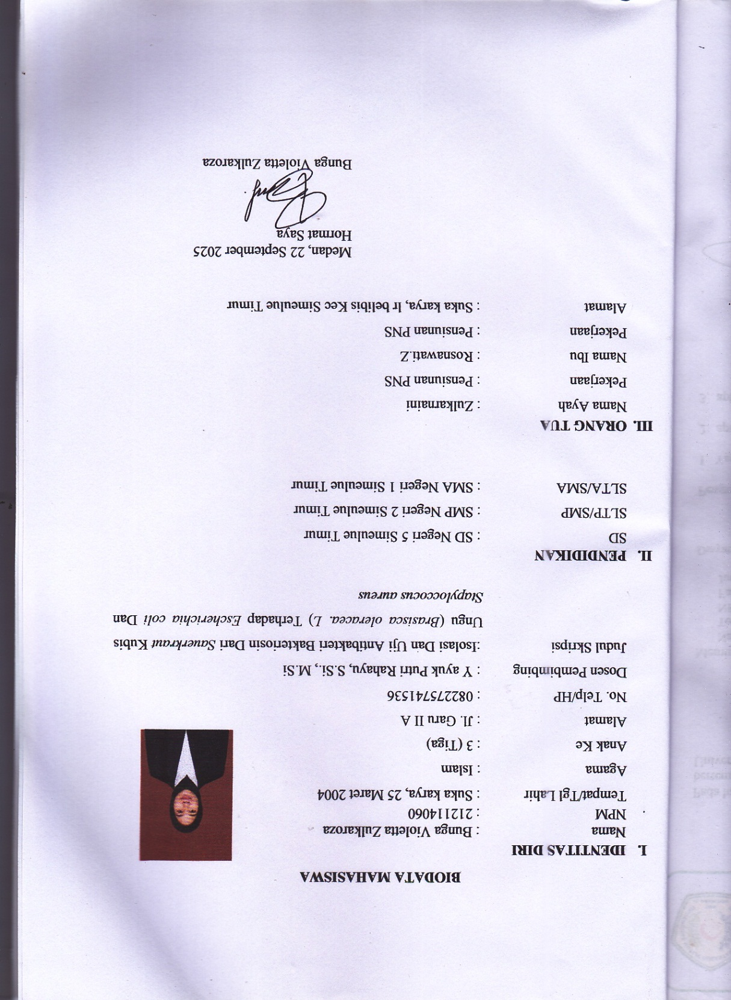 BIODATA MAHASISWA
I. IDENTITAS DIRI
Nama : Bunga Violetta Zulkaroza
NPM : 212114060
Tempat/Tgl Lahir : Suka karya, 25 Maret 2004
Agama : Islam
Anak Ke : 3 (Tiga)
Alamat : Jl. Garu II A
No. Telp/HP : 082275741536
Dosen Pembimbing : Y ayuk Putri Rahayu, S.Si., M.Si
Judul Skripsi :Isolasi Dan Uji Antibakteri Bakteriosin Dari Sauerkraut Kubis
Ungu (Brasisca oleracea. L) Terhadap Escherichia coli Dan
Stapyloccocus aureus
II. PENDIDIKAN
SD : SD Negeri 5 Simeulue Timur
SLTP/SMP : SMP Negeri 2 Simeulue Timur
SLTA/SMA : SMA Negeri 1 Simeulue Timur
III. ORANG TUA
Nama Ayah : Zulkarnaini
Pekerjaan : Pensiunan PNS
Nama Ibu : Rosnawati.Z
Pekerjaan : Pensiunan PNS
Alamat : Suka karya, lr belibis Kec Simeulue Timur
Medan, 22 September 2025
Hormat Saya
Bunga Violetta Zulkaroza